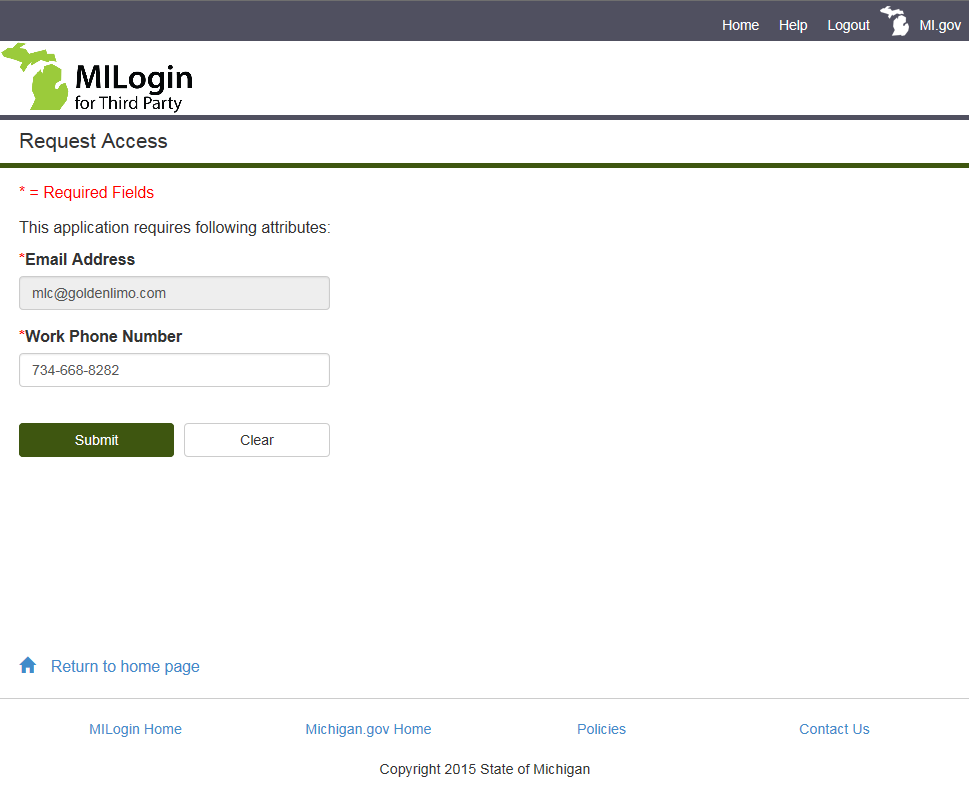 Home Help Logout MI.gov
MILogin
for Third Party
Request Access
* = Required Fields
This application requires following attributes:
*Email Address
mlc@goldenlimo.com
*Work Phone Number
734-668-8282
Submit Clear
Return to home page
MILogin Home Michigan.gov Home Policies Contact Us
Copyright 2015 State of Michigan